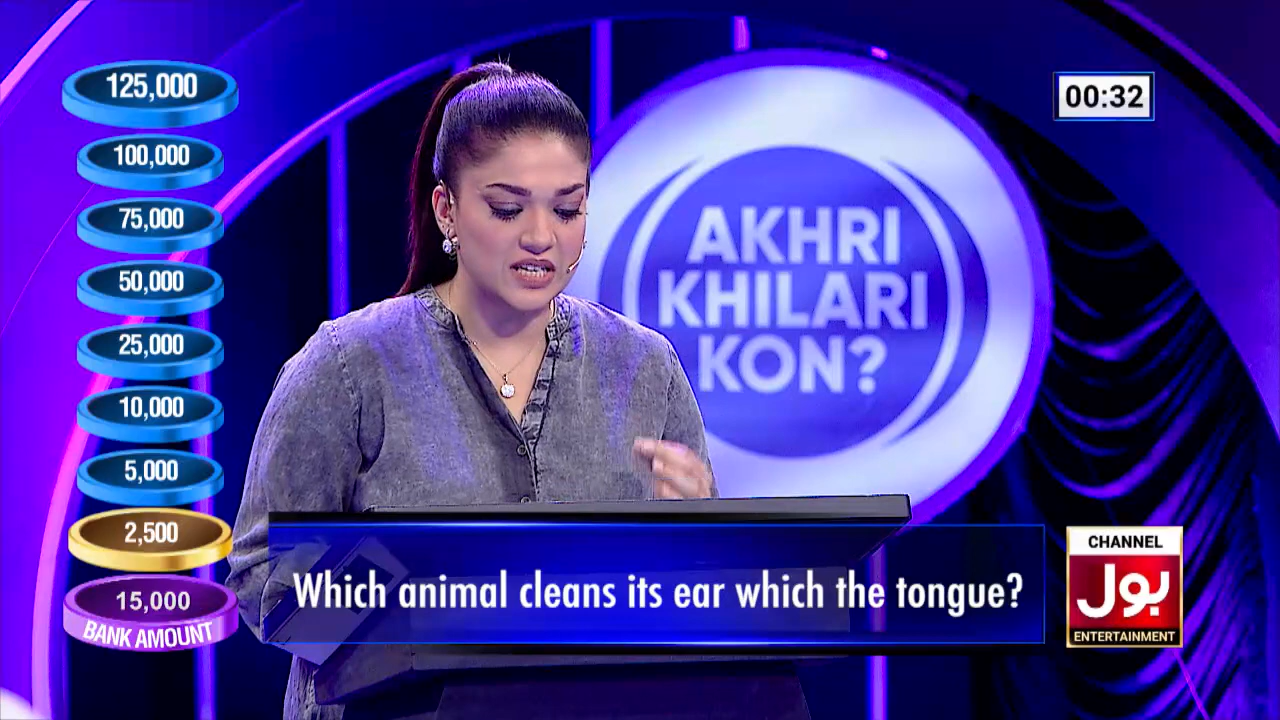 125,000
100,000
75,000
50,000
25,000
10,000
5,000
2,500
15,000
BANK AMOUNT
00:32
AKHRI
KHILARI
KON?
Which animal cleans its ear which the tongue?
CHANNEL
بول
ENTERTAINMENT